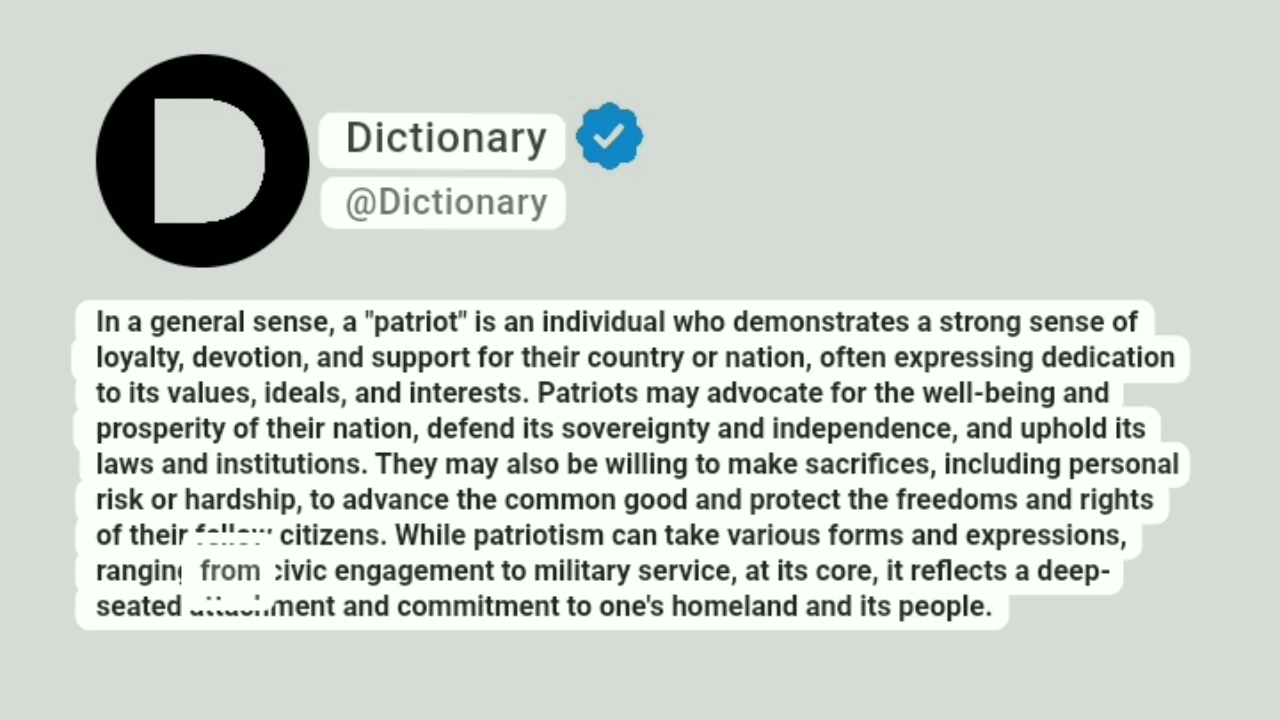 D
Dictionary
@Dictionary
In a general sense, a "patriot" is an individual who demonstrates a strong sense of
loyalty, devotion, and support for their country or nation, often expressing dedication
to its values, ideals, and interests. Patriots may advocate for the well-being and
prosperity of their nation, defend its sovereignty and independence, and uphold its
laws and institutions. They may also be willing to make sacrifices, including personal
risk or hardship, to advance the common good and protect the freedoms and rights
of their fellow citizens. While patriotism can take various forms and expressions,
ranging from civic engagement to military service, at its core, it reflects a deep-
seated attachment and commitment to one's homeland and its people.